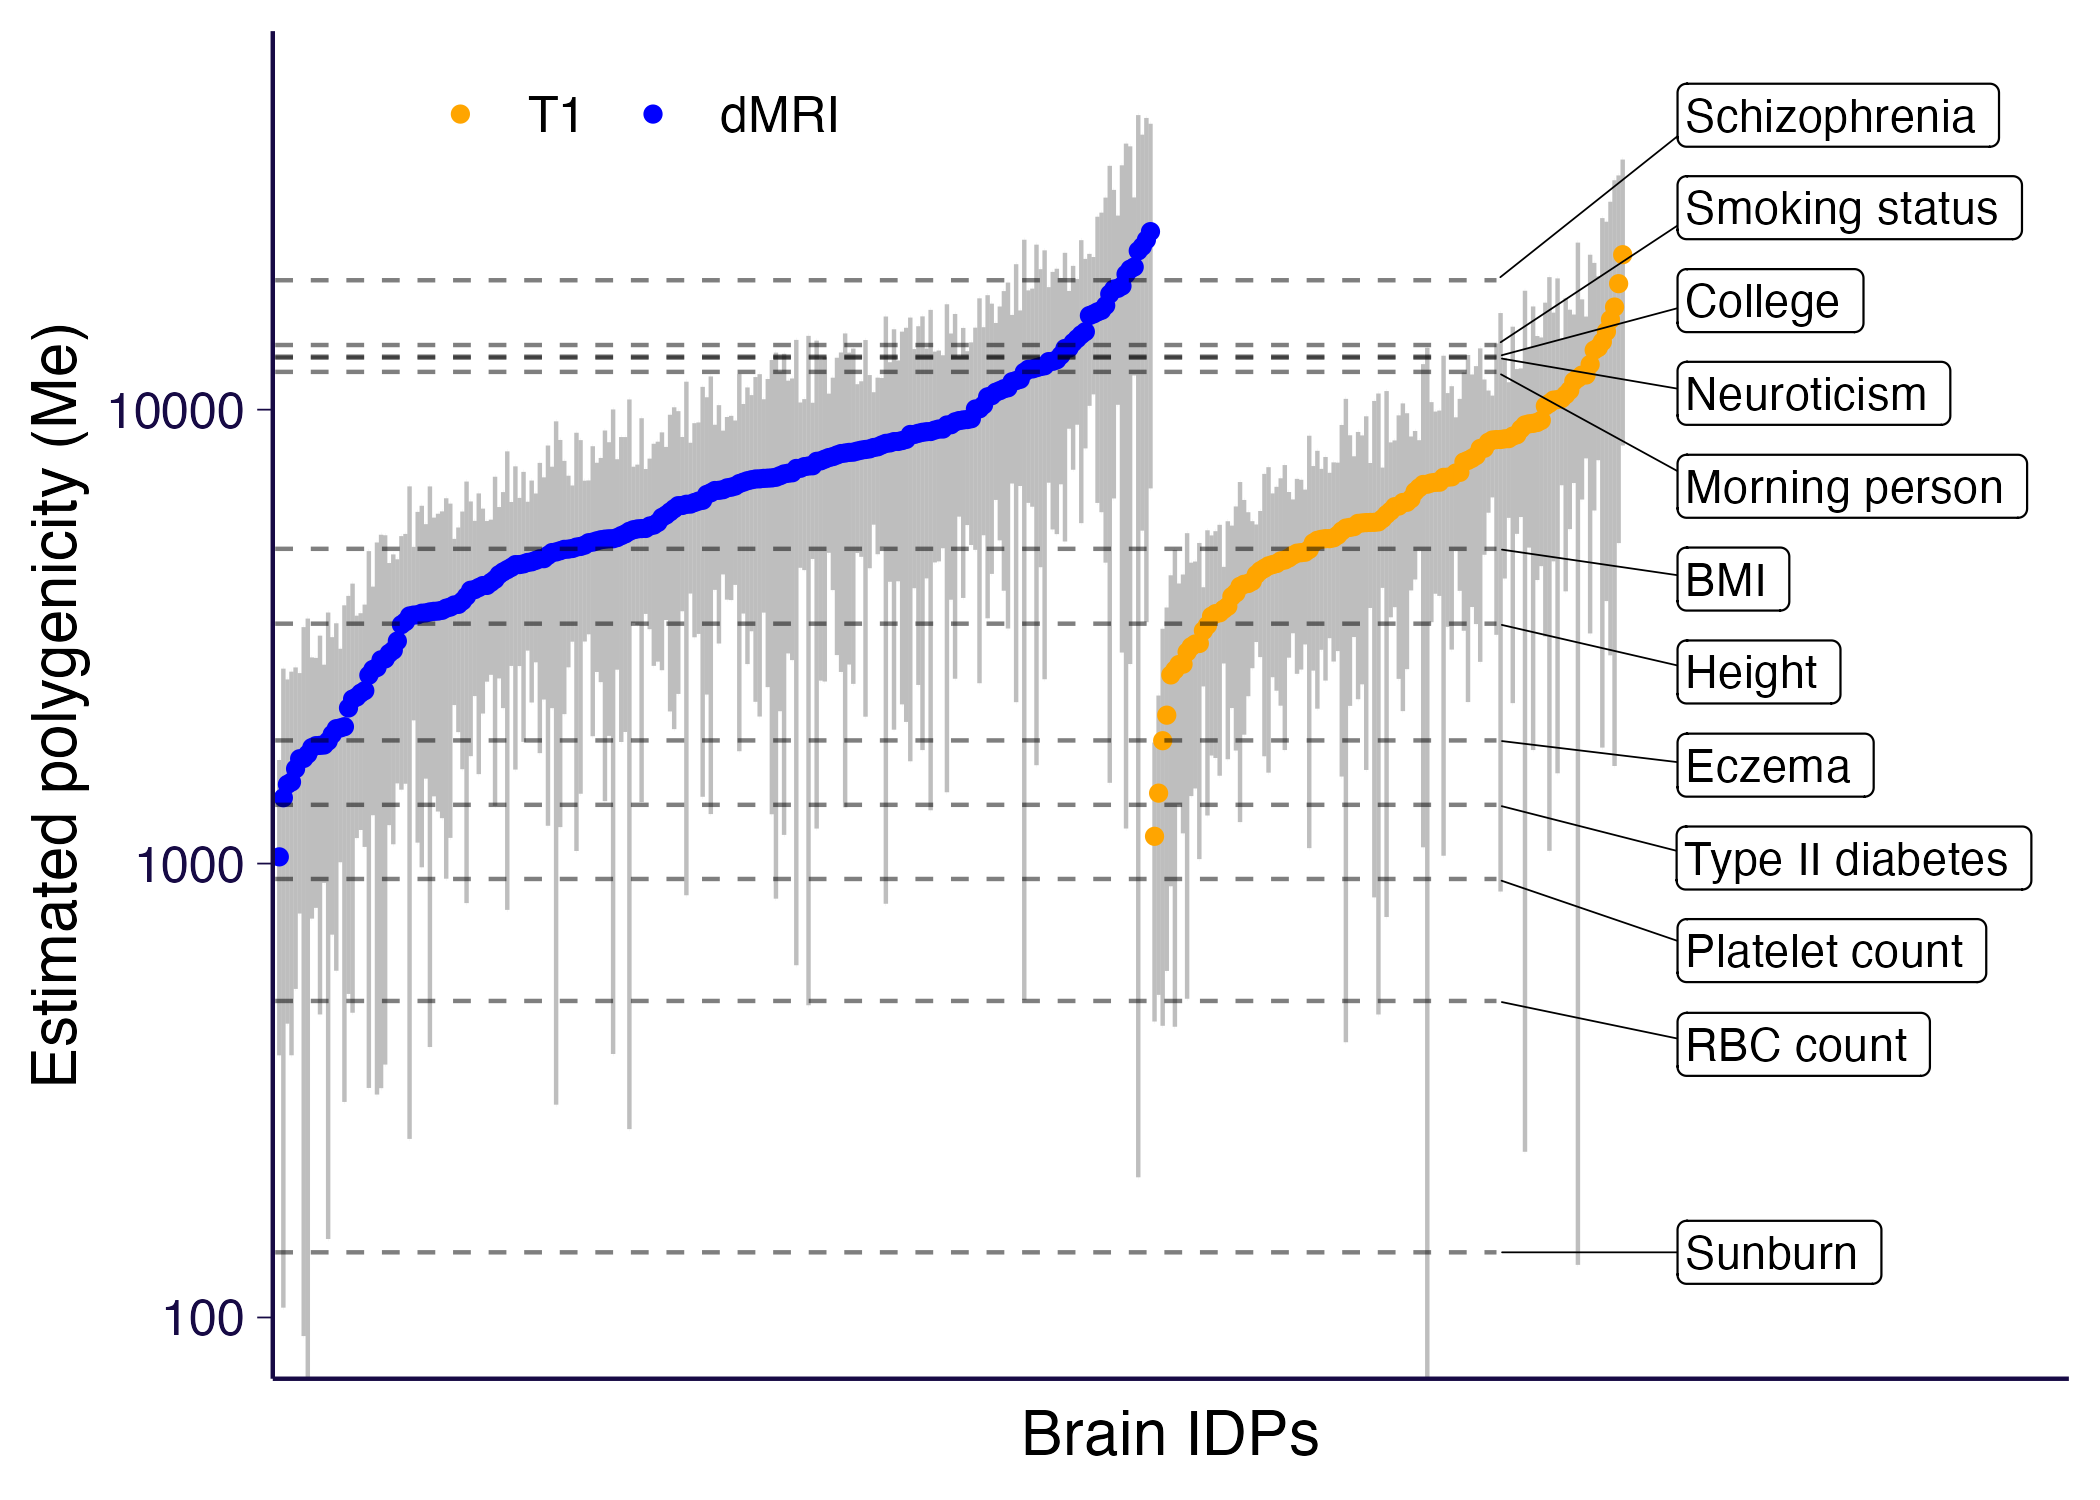 T1 dMRI
Estimated polygenicity (Me)
10000
1000
100
Schizophrenia
Smoking status
College
Neuroticism
Morning person
BMI
Height
Eczema
Type II diabetes
Platelet count
RBC count
Sunburn
Brain IDPs